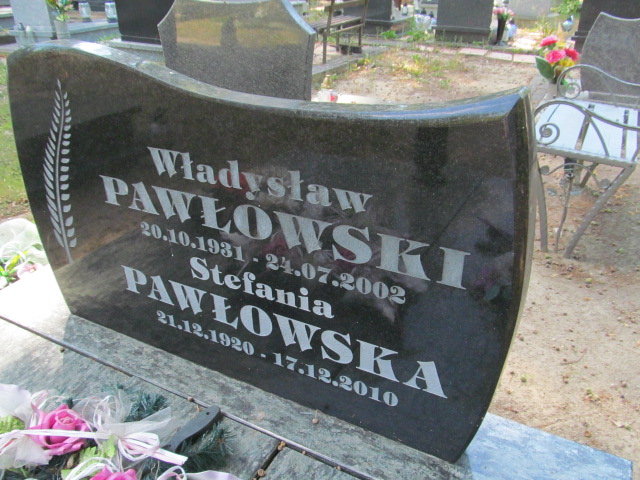 Władysław
PAWŁOWSKI
20.10.1931 - 24.07.2002
Stefania
PAWŁOWSKA
21.12.1920 - 17.12.2010